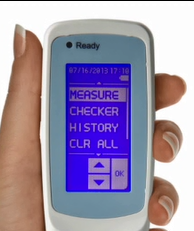 Ready
07/16/2013 17:10
MEASURE
CHECKER
HISTORY
CLR ALL
OK